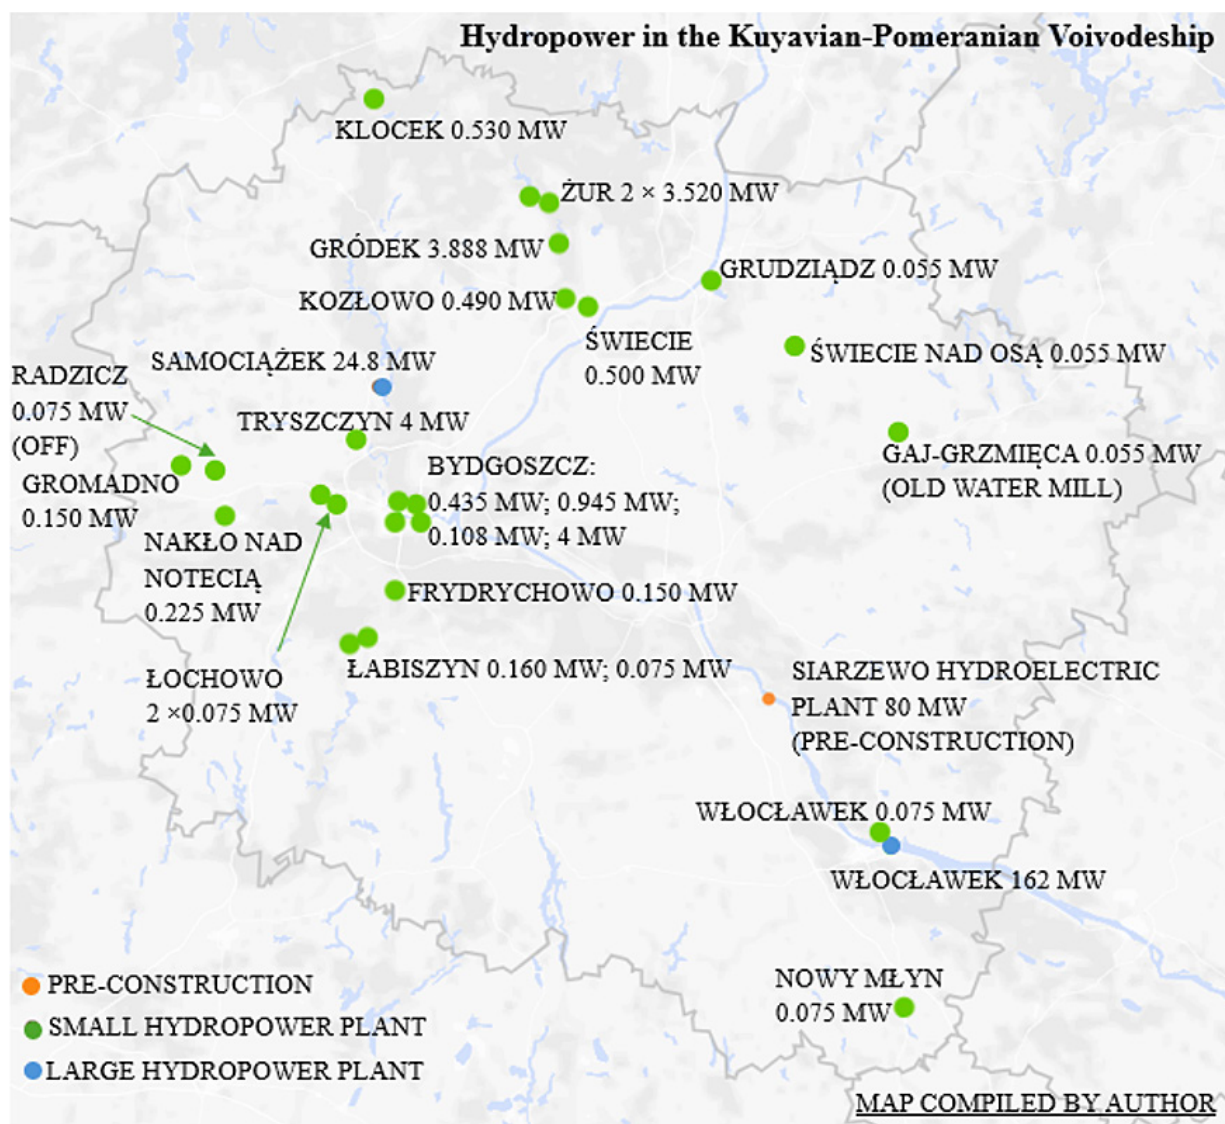 Hydropower in the Kuyavian-Pomeranian Voivodeship
KLOCEK 0.530 MW
ŻUR 2 × 3.520 MW
GRÓDEK 3.888 MW
GRUDZIĄDZ 0.055 MW
KOZŁOWO 0.490 MW
ŚWIECIE
0.500 MW
ŚWIECIE NAD OSĄ 0.055 MW
SAMOCIĄŻEK 24.8 MW
RADZICZ
0.075 MW
(OFF)
TRYSZCZYN 4 MW
GAJ-GRZMIĘCA 0.055 MW
(OLD WATER MILL)
GROMADNO
0.150 MW
BYDGOSZCZ:
0.435 MW; 0.945 MW;
0.108 MW; 4 MW
NAKŁO NAD
NOTECIĄ
0.225 MW
FRYDRYCHOWO 0.150 MW
ŁABISZYN 0.160 MW; 0.075 MW
ŁOCHOWO
2 ×0.075 MW
SIARZEWO HYDROELECTRIC
PLANT 80 MW
(PRE-CONSTRUCTION)
WŁOCŁAWEK 0.075 MW
WŁOCŁAWEK 162 MW
NOWY MŁYN
0.075 MW
PRE-CONSTRUCTION
SMALL HYDROPOWER PLANT
LARGE HYDROPOWER PLANT
MAP COMPILED BY AUTHOR